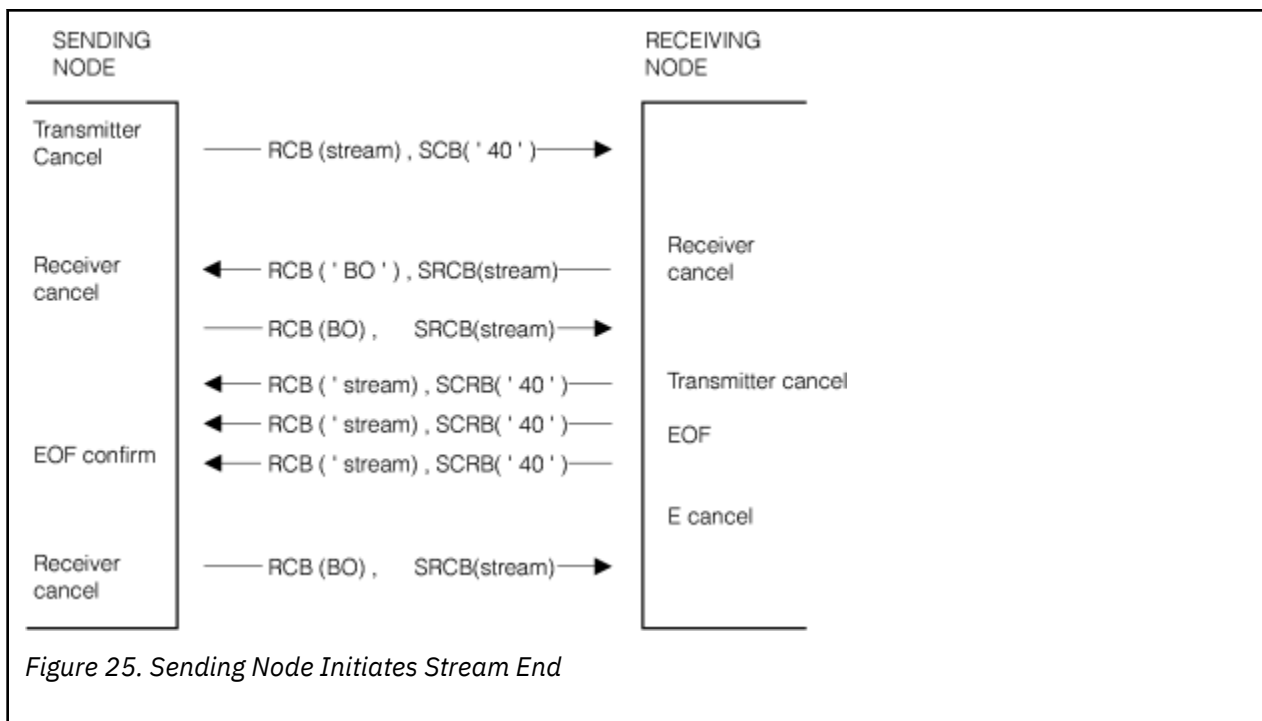 SENDING
NODE
RECEIVING
NODE
Transmitter
Cancel
RCB (stream) , SCB( ' 40 ' )
Receiver
cancel
RCB ( ' BO ' ) , SRCB(stream)
Receiver
cancel
RCB (BO) , SRCB(stream)
RCB ( ' stream) , SCRB( ' 40 ' )
Transmitter cancel
RCB ( ' stream) , SCRB( ' 40 ' )
EOF
EOF confirm
RCB ( ' stream) , SCRB( ' 40 ' )
E cancel
Receiver
cancel
RCB (BO) , SRCB(stream)
Figure 25. Sending Node Initiates Stream End